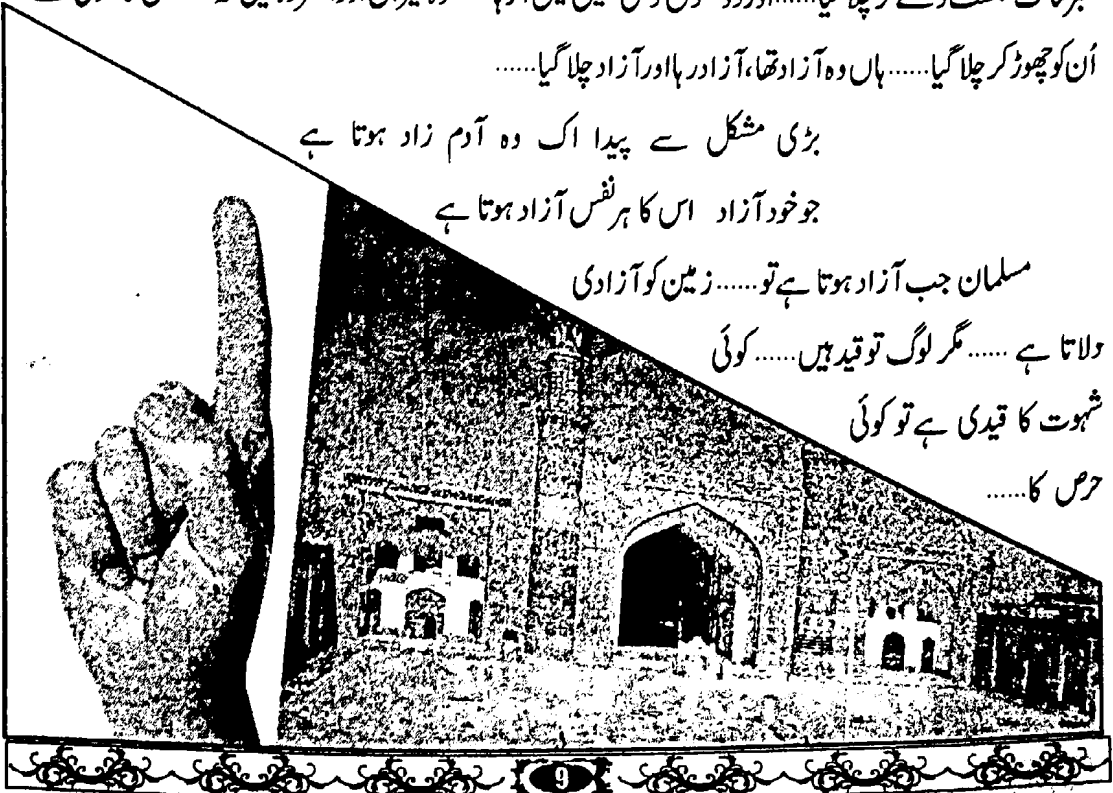 اُن کو چھوڑ کر چلا گیا...... ہاں وہ آزاد تھا، آزاد رہا اور آزاد چلا گیا......
بڑی مشکل سے پیدا اک وہ آدم زاد ہوتا ہے
جو خود آزاد اس کا ہر نفس آزاد ہوتا ہے
مسلمان جب آزاد ہوتا ہے تو...... زمین کو آزادی
دلاتا ہے ...... مگر لوگ تو قید ہیں...... کوئی
شہوت کا قیدی ہے تو کوئی
حرص کا......
9